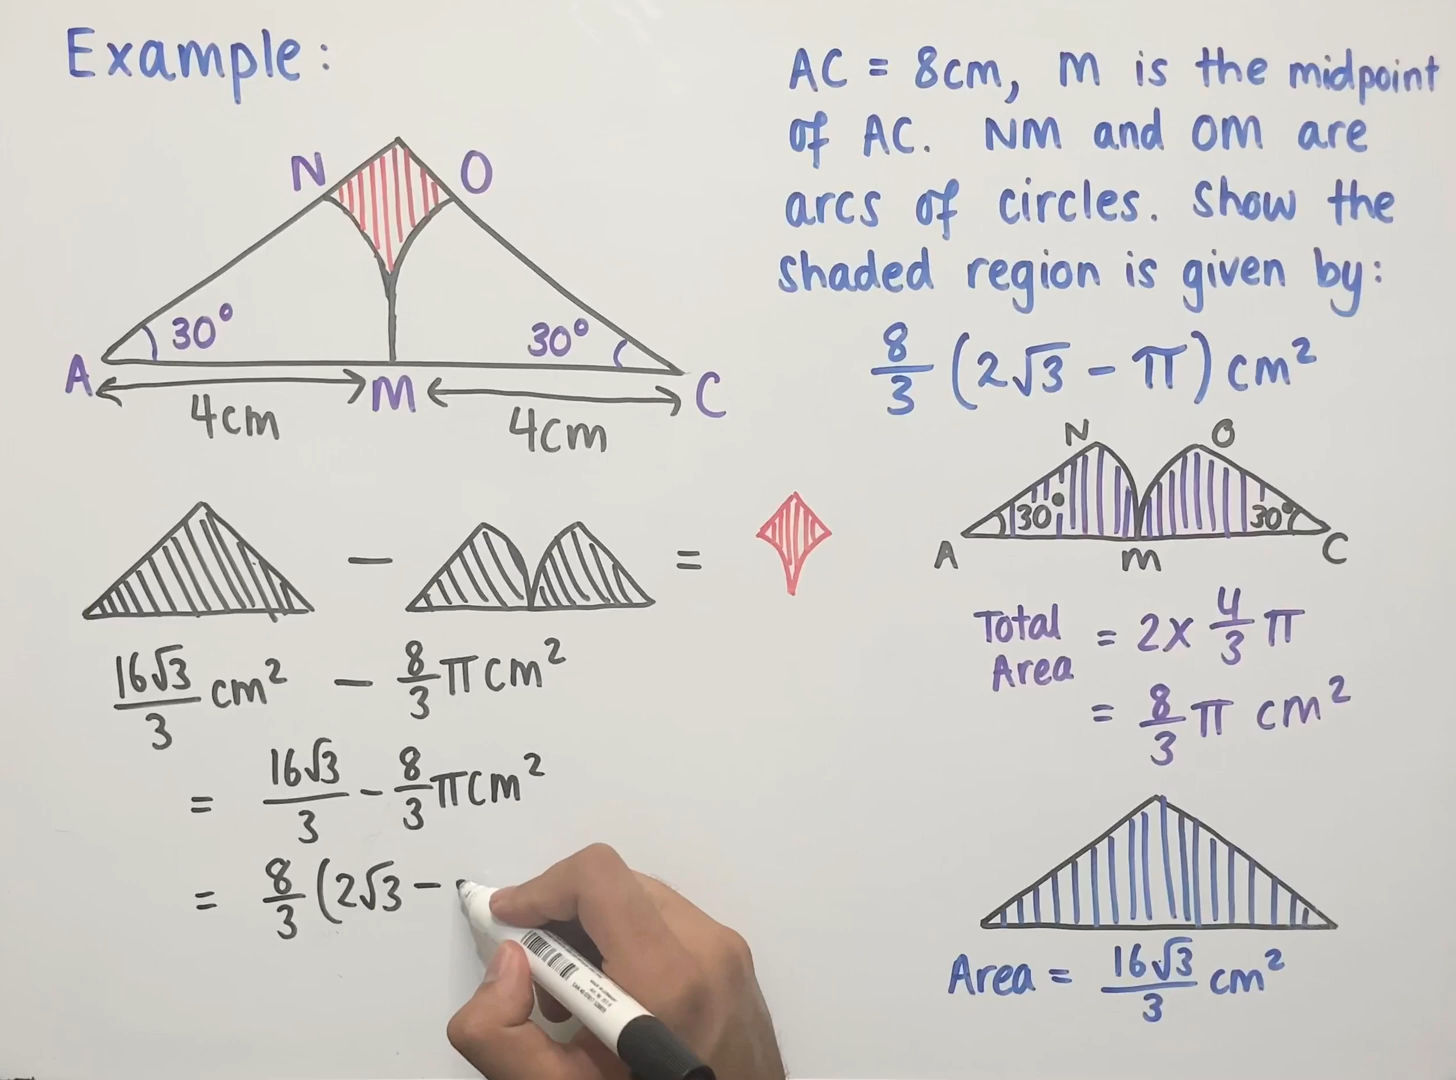 Example:
AC = 8cm, M is the midpoint
of AC. NM and OM are
arcs of circles. Show the
shaded region is given by:
8/3 (2√3 − π) cm²
N
O
30°
30°
A
M
C
4cm
4cm
− =
16√3/3 cm² − 8/3 π cm²
= 16√3/3 − 8/3 π cm²
= 8/3 (2√3 −
N
O
30°
30°
A
M
C
Total Area = 2 × 4/3 π
= 8/3 π cm²
Area = 16√3/3 cm²